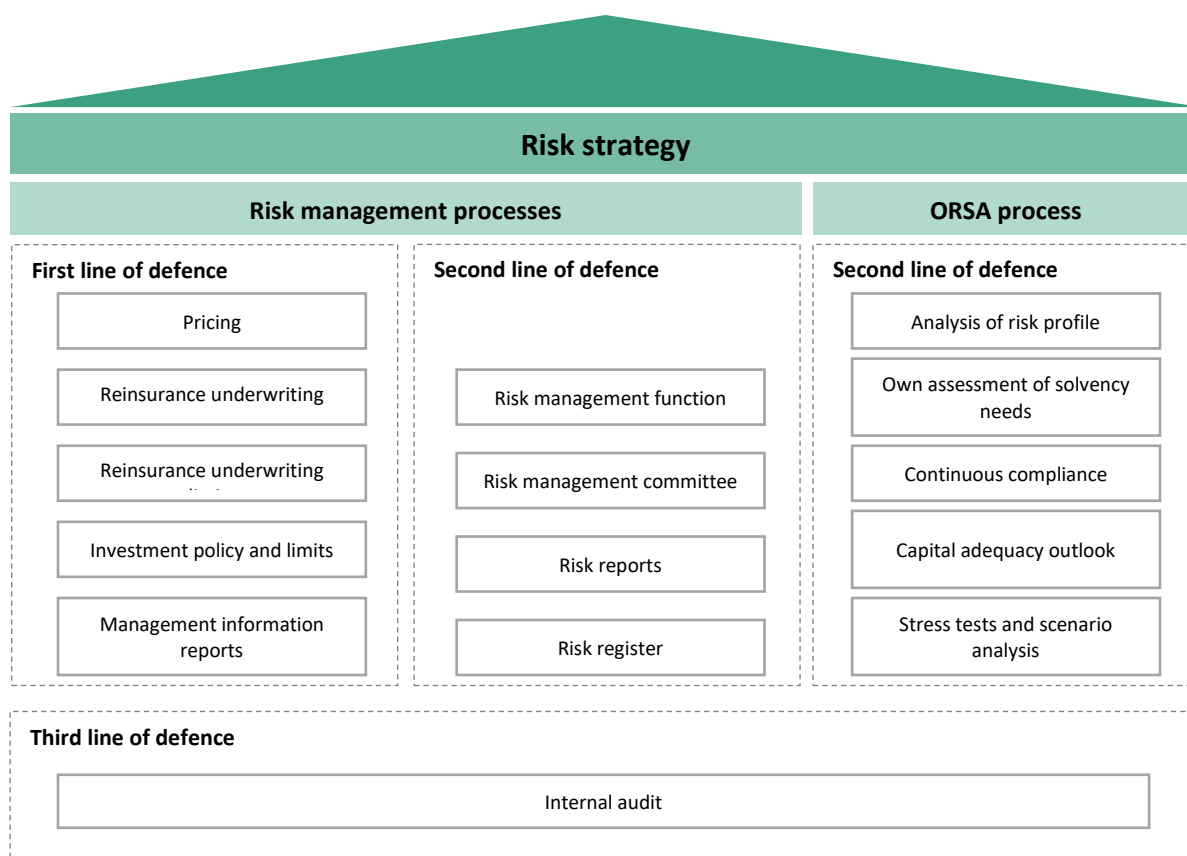 Risk strategy
Risk management processes
ORSA process
First line of defence
Pricing
Reinsurance underwriting
Reinsurance underwriting
Investment policy and limits
Management information
reports
Second line of defence
Risk management function
Risk management committee
Risk reports
Risk register
Second line of defence
Analysis of risk profile
Own assessment of solvency
needs
Continuous compliance
Capital adequacy outlook
Stress tests and scenario
analysis
Third line of defence
Internal audit